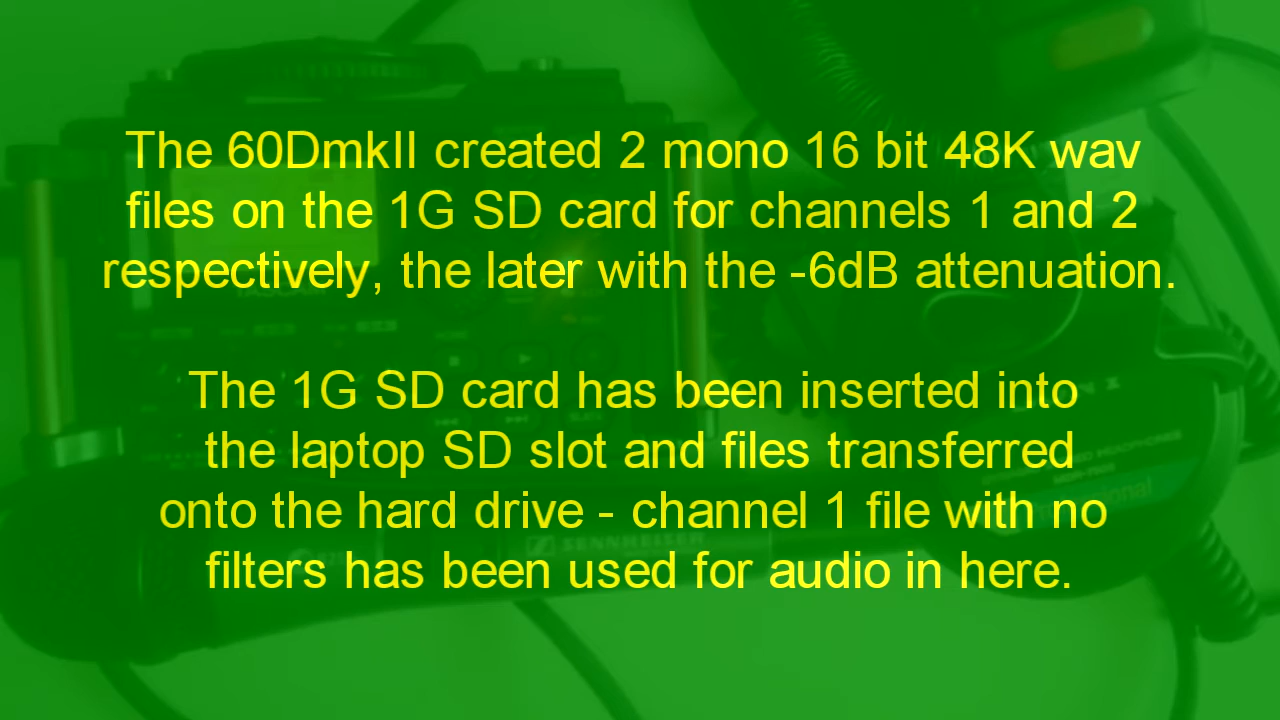 The 60DmkII created 2 mono 16 bit 48K wav
files on the 1G SD card for channels 1 and 2
respectively, the later with the -6dB attenuation.
The 1G SD card has been inserted into
the laptop SD slot and files transferred
onto the hard drive - channel 1 file with no
filters has been used for audio in here.
SENNHEISER